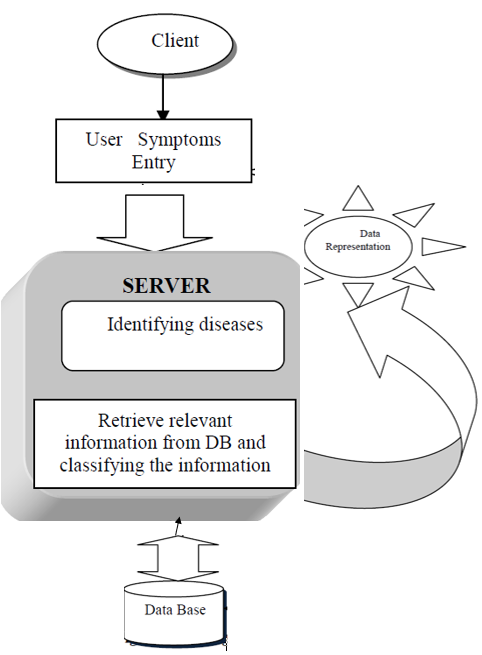 Client
User Symptoms
Entry
SERVER
Identifying diseases
Retrieve relevant
information from DB and
classifying the information
Data
Representation
Data Base